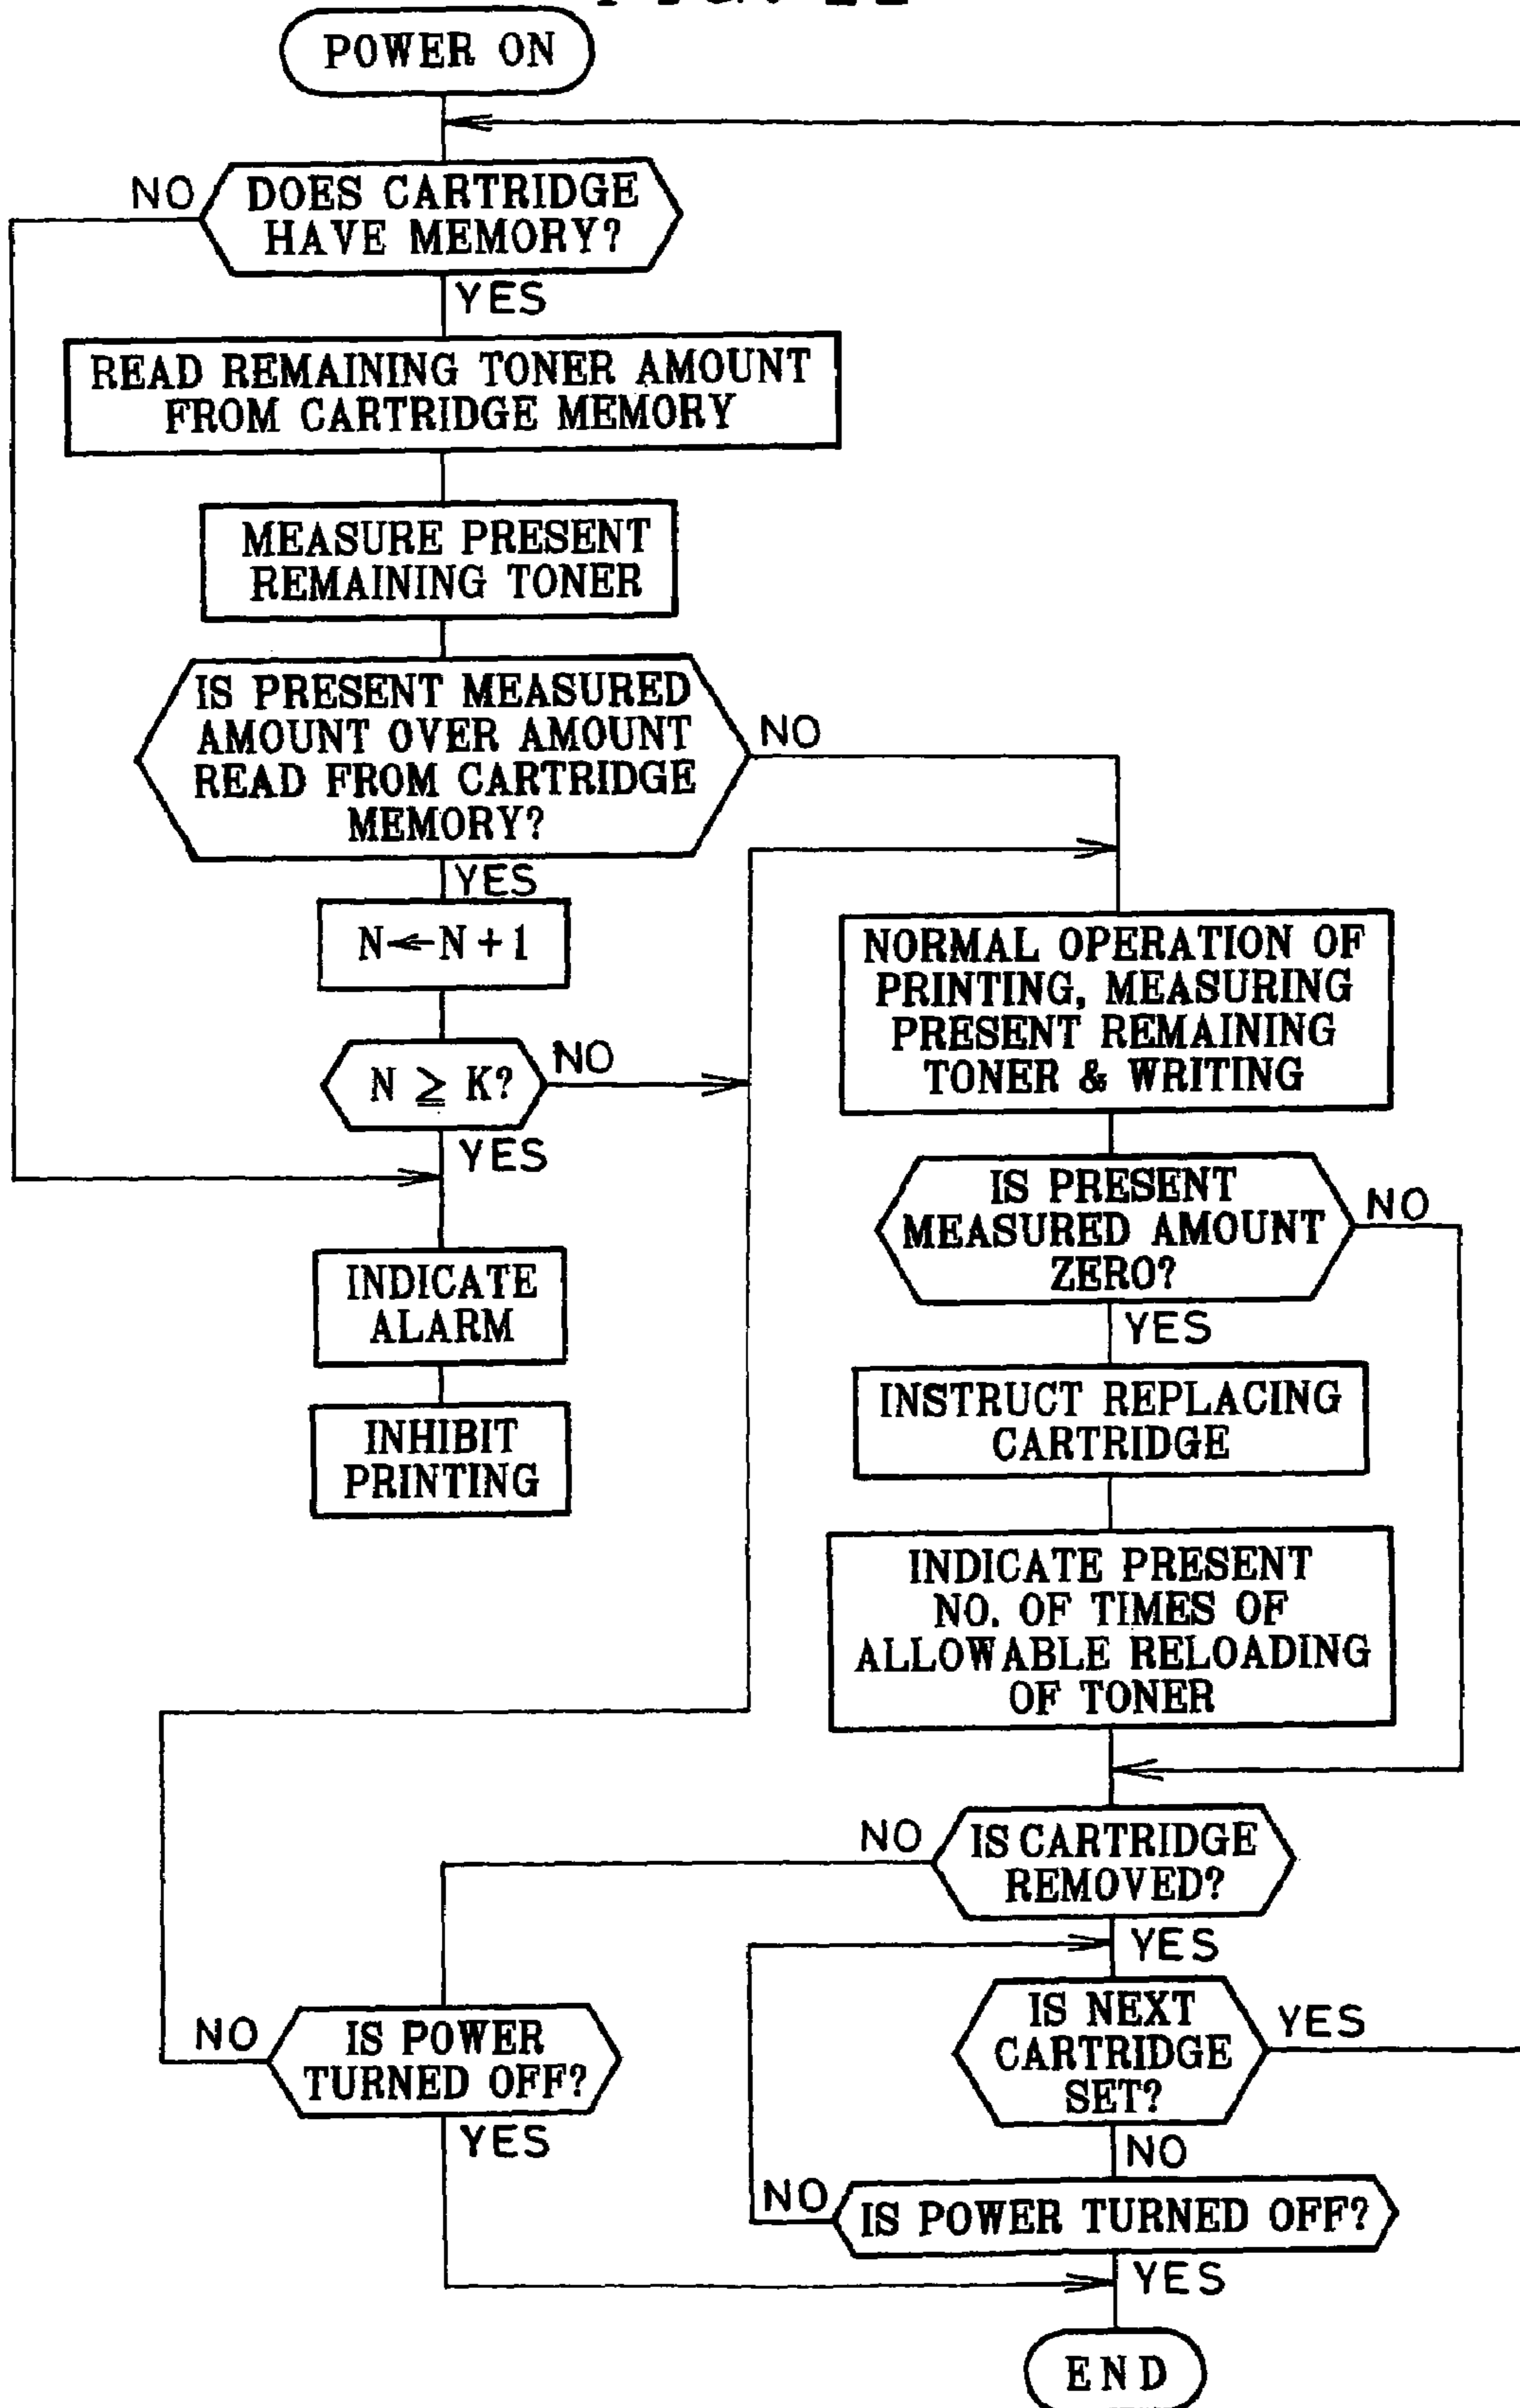 POWER ON
NO
DOES CARTRIDGE
HAVE MEMORY?
YES
READ REMAINING TONER AMOUNT
FROM CARTRIDGE MEMORY
MEASURE PRESENT
REMAINING TONER
IS PRESENT MEASURED
AMOUNT OVER AMOUNT
READ FROM CARTRIDGE
MEMORY?
NO
YES
N←N+1
N ≧ K?
NO
YES
INDICATE
ALARM
INHIBIT
PRINTING
NORMAL OPERATION OF
PRINTING, MEASURING
PRESENT REMAINING
TONER & WRITING
IS PRESENT
MEASURED AMOUNT
ZERO?
NO
YES
INSTRUCT REPLACING
CARTRIDGE
INDICATE PRESENT
NO. OF TIMES OF
ALLOWABLE RELOADING
OF TONER
NO
IS CARTRIDGE
REMOVED?
YES
NO
IS POWER
TURNED OFF?
YES
IS NEXT
CARTRIDGE
SET?
YES
NO
NO
IS POWER TURNED OFF?
YES
END